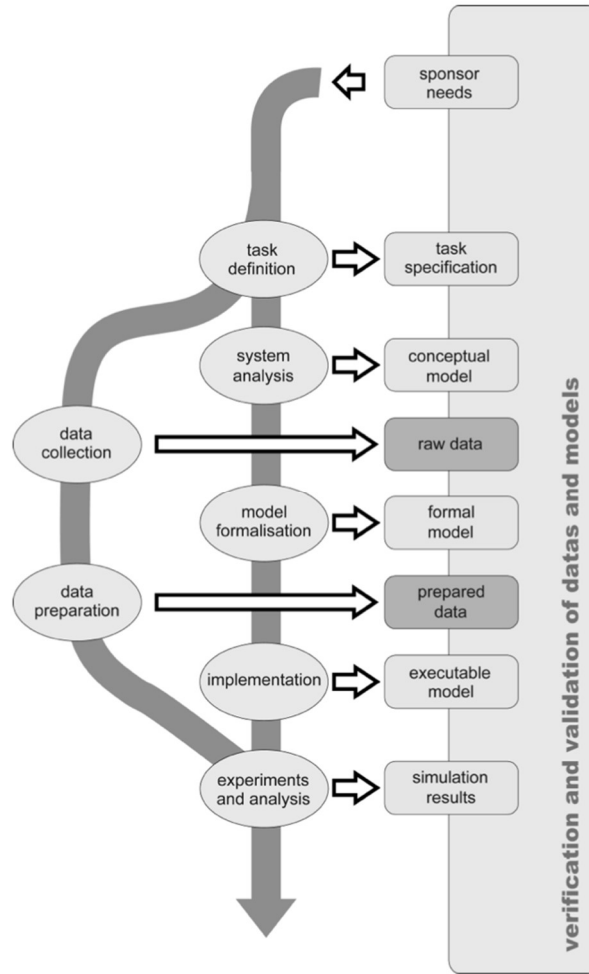 sponsor
needs
task
definition
task
specification
system
analysis
conceptual
model
data
collection
raw data
model
formalisation
formal
model
data
preparation
prepared
data
implementation
executable
model
experiments
and analysis
simulation
results
verification and validation of datas and models